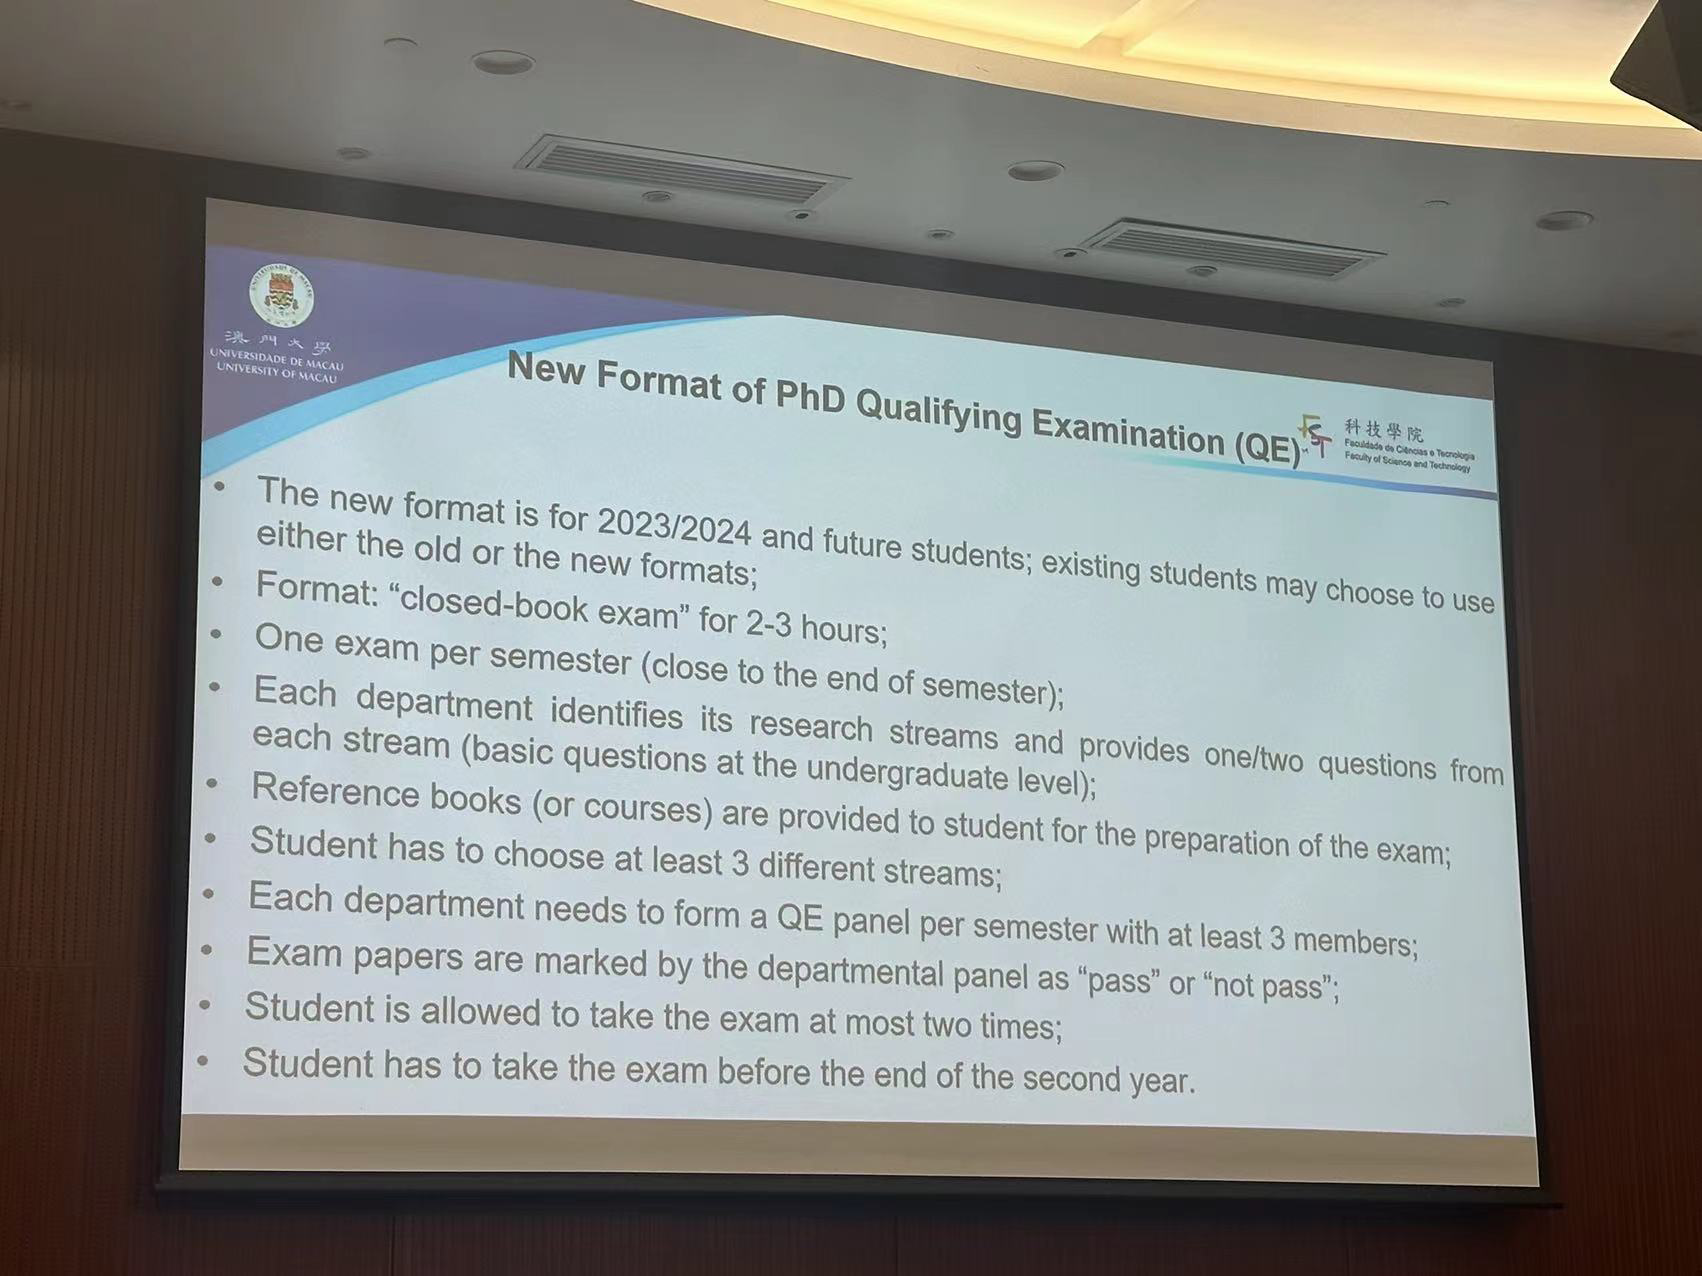 澳門大學
UNIVERSIDADE DE MACAU
UNIVERSITY OF MACAU
New Format of PhD Qualifying Examination (QE)
FST
科技學院
Faculdade de Ciências e Tecnologia
Faculty of Science and Technology
• The new format is for 2023/2024 and future students; existing students may choose to use
either the old or the new formats;
• Format: “closed-book exam” for 2-3 hours;
• One exam per semester (close to the end of semester);
• Each department identifies its research streams and provides one/two questions from
each stream (basic questions at the undergraduate level);
• Reference books (or courses) are provided to student for the preparation of the exam;
• Student has to choose at least 3 different streams;
• Each department needs to form a QE panel per semester with at least 3 members;
• Exam papers are marked by the departmental panel as “pass” or “not pass”;
• Student is allowed to take the exam at most two times;
• Student has to take the exam before the end of the second year.